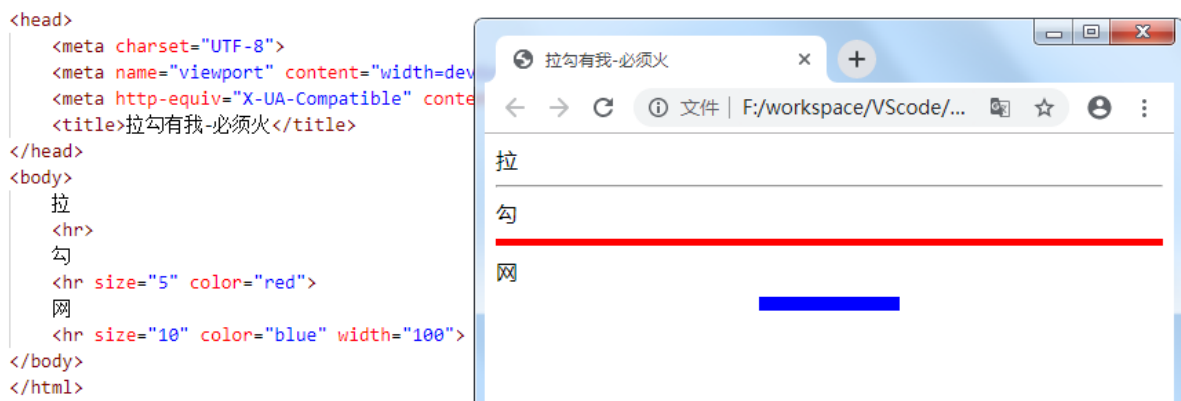 <head>
<meta charset="UTF-8">
<meta name="viewport" content="width=dev
<meta http-equiv="X-UA-Compatible" conte
<title>拉勾有我-必须火</title>
</head>
<body>
拉
<hr>
勾
<hr size="5" color="red">
网
<hr size="10" color="blue" width="100">
</body>
</html>
拉勾有我-必须火
文件 F:/workspace/VScode/...
拉
勾
网